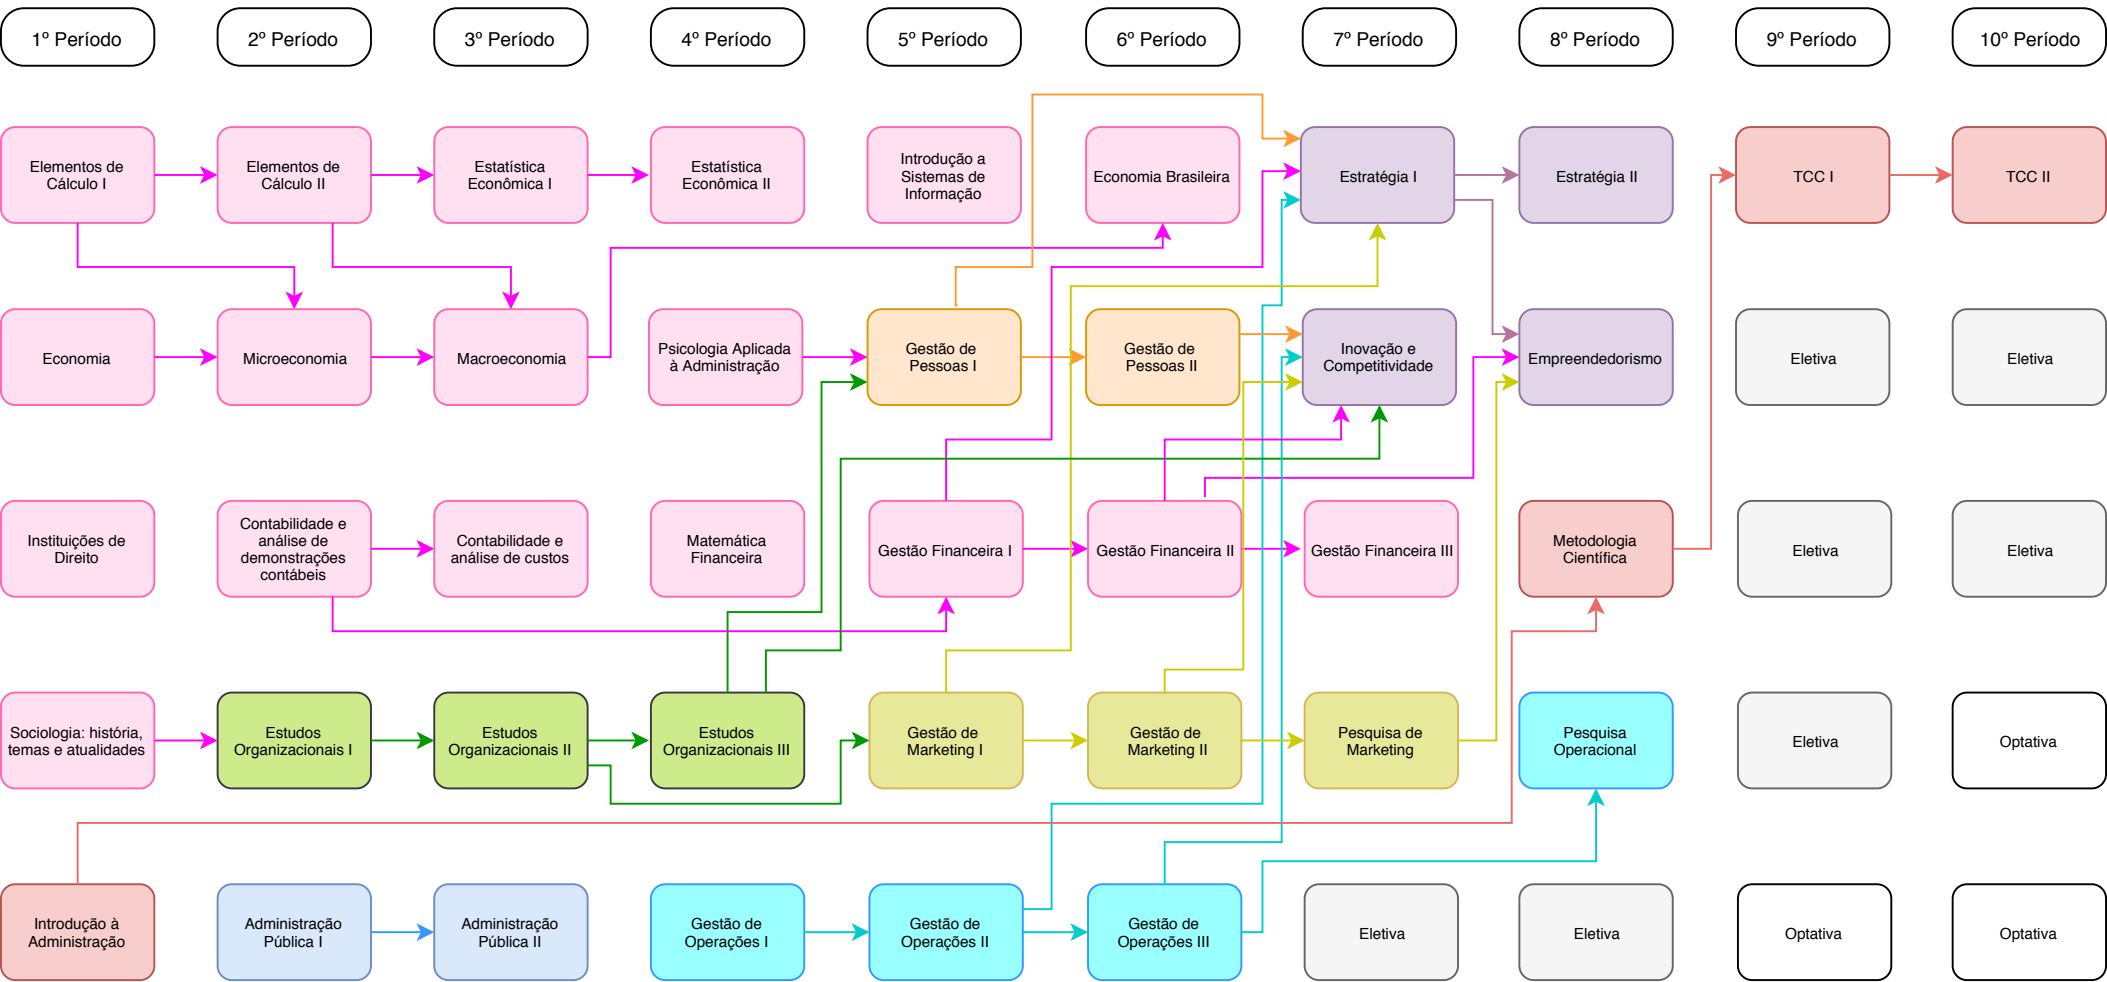 1º Período
2º Período
3º Período
4º Período
5º Período
6º Período
7º Período
8º Período
9º Período
10º Período
Elementos de
Cálculo I
Elementos de
Cálculo II
Estatística
Econômica I
Estatística
Econômica II
Introdução a
Sistemas de
Informação
Economia Brasileira
Estratégia I
Estratégia II
TCC I
TCC II
Economia
Microeconomia
Macroeconomia
Psicologia Aplicada
à Administração
Gestão de
Pessoas I
Gestão de
Pessoas II
Inovação e
Competitividade
Empreendedorismo
Eletiva
Eletiva
Instituições de
Direito
Contabilidade e
análise de
demonstrações
contábeis
Contabilidade e
análise de custos
Matemática
Financeira
Gestão Financeira I
Gestão Financeira II
Gestão Financeira III
Metodologia
Científica
Eletiva
Eletiva
Sociologia: história,
temas e atualidades
Estudos
Organizacionais I
Estudos
Organizacionais II
Estudos
Organizacionais III
Gestão de
Marketing I
Gestão de
Marketing II
Pesquisa de
Marketing
Pesquisa
Operacional
Eletiva
Optativa
Introdução à
Administração
Administração
Pública I
Administração
Pública II
Gestão de
Operações I
Gestão de
Operações II
Gestão de
Operações III
Eletiva
Eletiva
Optativa
Optativa